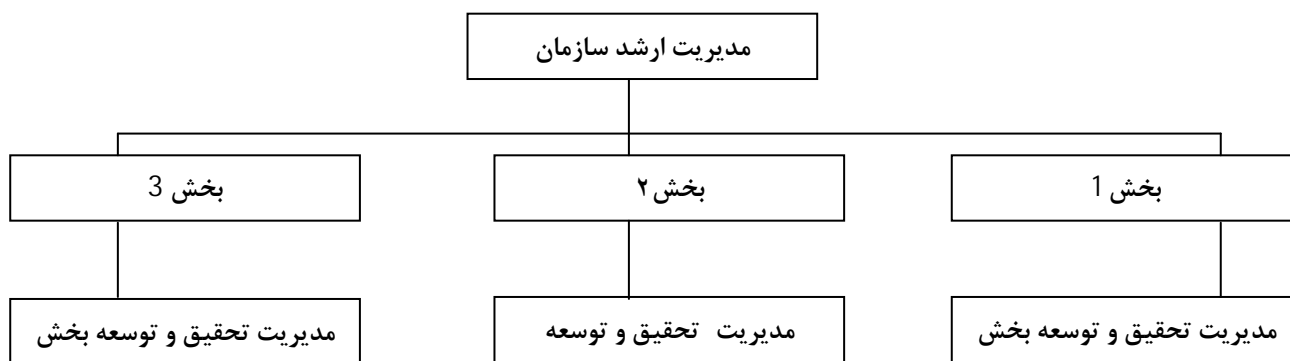 مدیریت ارشد سازمان
بخش 1
بخش ۲
بخش 3
مدیریت تحقیق و توسعه بخش
مدیریت تحقیق و توسعه
مدیریت تحقیق و توسعه بخش